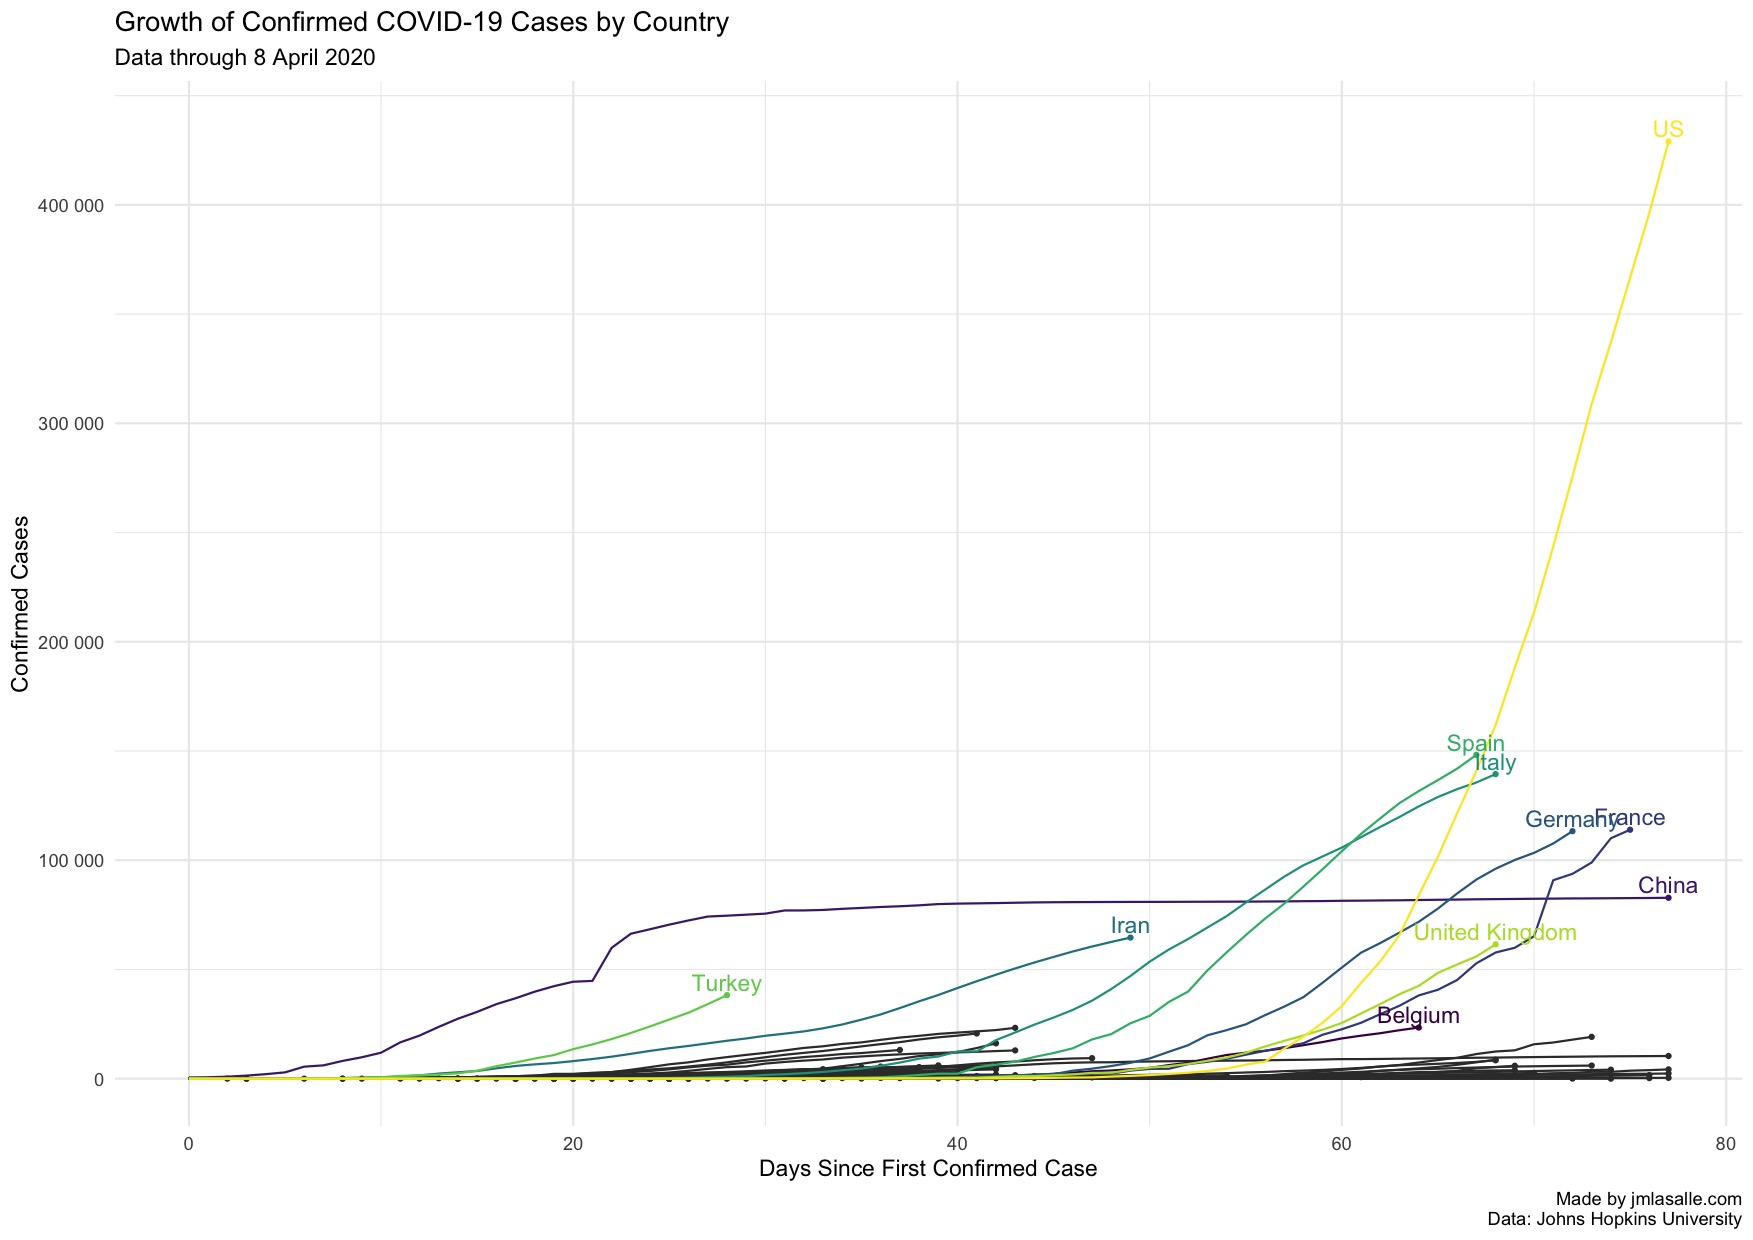 Growth of Confirmed COVID-19 Cases by Country
Data through 8 April 2020
US
400 000
300 000
Confirmed Cases
200 000
Spain
Italy
Germany
France
100 000
China
Iran
United Kingdom
Turkey
Belgium
0
0 20 40 60 80
Days Since First Confirmed Case
Made by jmlasalle.com
Data: Johns Hopkins University